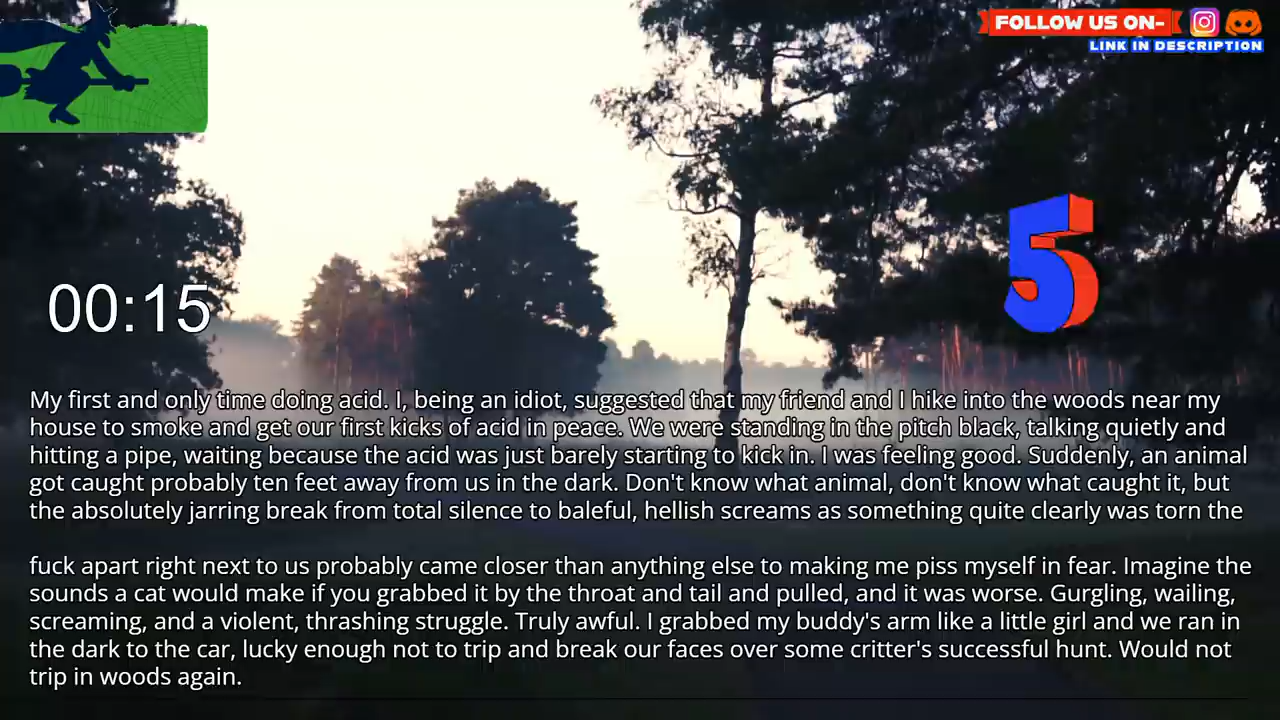 FOLLOW US ON-
LINK IN DESCRIPTION
5
00:15
My first and only time doing acid. I, being an idiot, suggested that my friend and I hike into the woods near my
house to smoke and get our first kicks of acid in peace. We were standing in the pitch black, talking quietly and
hitting a pipe, waiting because the acid was just barely starting to kick in. I was feeling good. Suddenly, an animal
got caught probably ten feet away from us in the dark. Don't know what animal, don't know what caught it, but
the absolutely jarring break from total silence to baleful, hellish screams as something quite clearly was torn the
fuck apart right next to us probably came closer than anything else to making me piss myself in fear. Imagine the
sounds a cat would make if you grabbed it by the throat and tail and pulled, and it was worse. Gurgling, wailing,
screaming, and a violent, thrashing struggle. Truly awful. I grabbed my buddy's arm like a little girl and we ran in
the dark to the car, lucky enough not to trip and break our faces over some critter's successful hunt. Would not
trip in woods again.